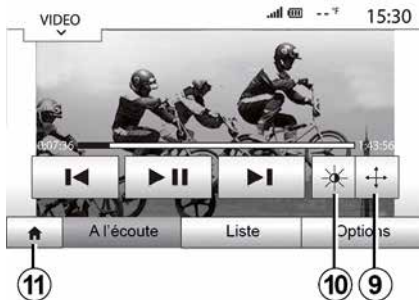 VIDEO
-- °F
15:30
0:07:36
1:43:56
A l'écoute
Liste
Options
11
10
9